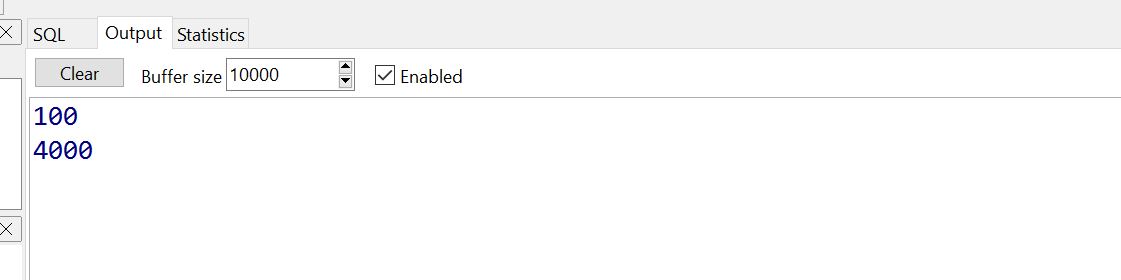 SQL Output Statistics
Clear Buffer size 10000 Enabled
100
4000